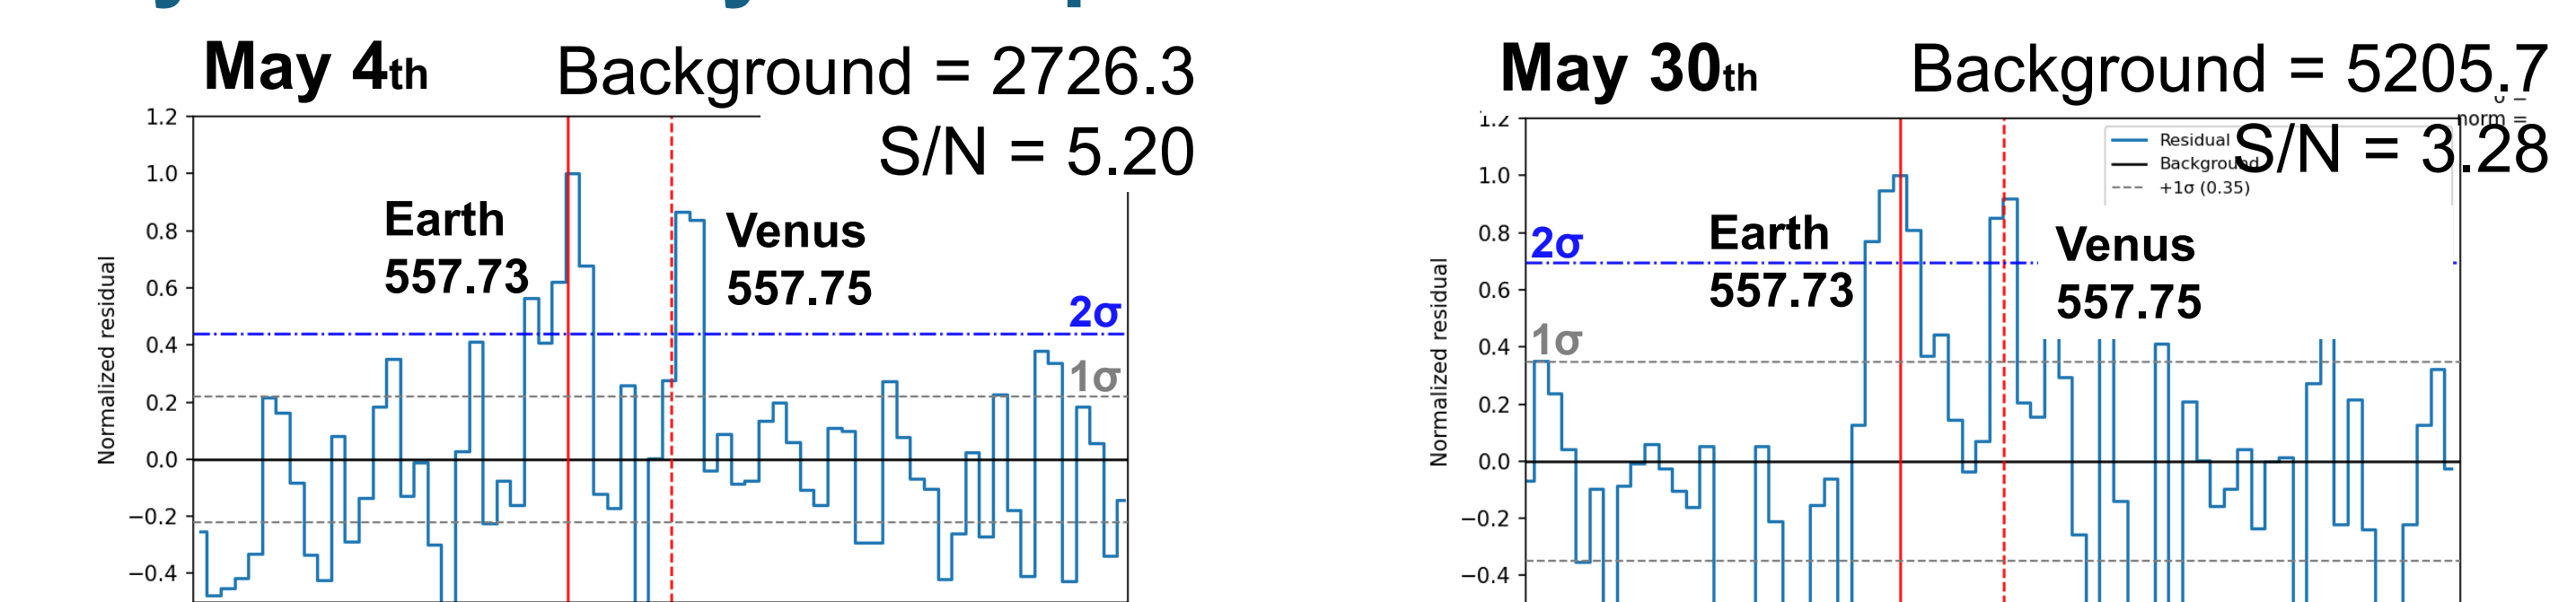 May 4th
Background = 2726.3
S/N = 5.20
Earth
557.73
Venus
557.75
2σ
1σ
Normalized residual
1.2
1.0
0.8
0.6
0.4
0.2
0.0
−0.2
−0.4
May 30th
Background = 5205.7
norm =
S/N = 3.28
Residual
Background
+1σ (0.35)
2σ
Earth
557.73
Venus
557.75
1σ
Normalized residual
1.2
1.0
0.8
0.6
0.4
0.2
0.0
−0.2
−0.4